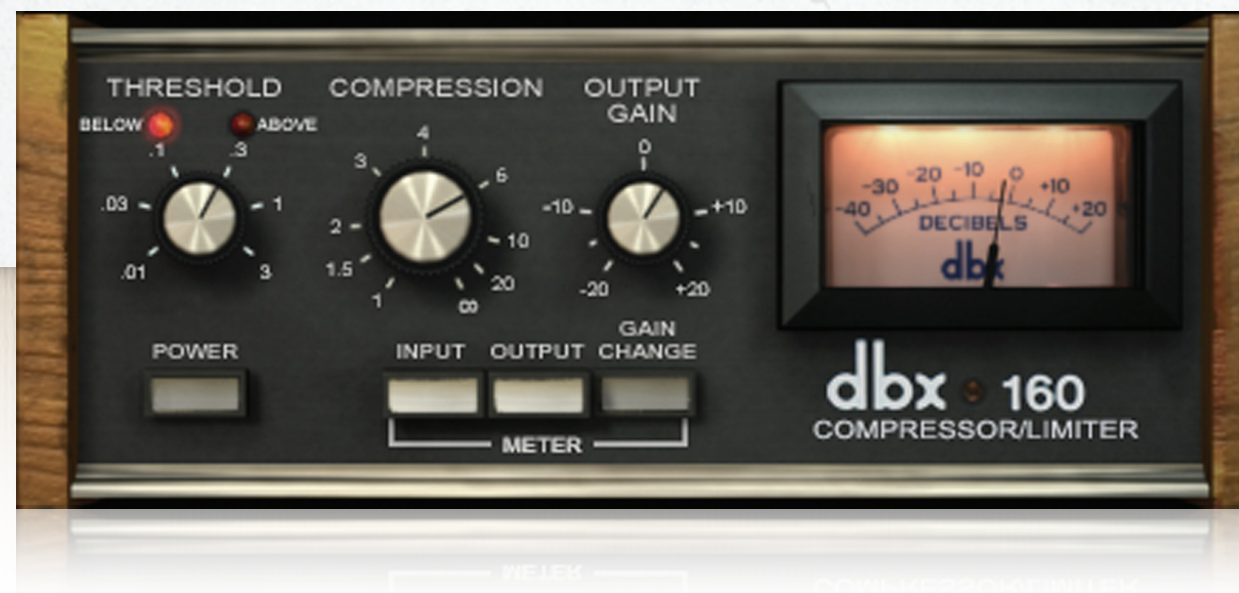 THRESHOLD
BELOW ABOVE
.01 .03 .1 .3 1 3
COMPRESSION
1 1.5 2 3 4 6 10 20 ∞
OUTPUT
GAIN
-20 -10 0 +10 +20
-40 -30 -20 -10 0 +10 +20
DECIBELS
dbx
POWER
INPUT OUTPUT GAIN CHANGE
METER
dbx 160
COMPRESSOR/LIMITER